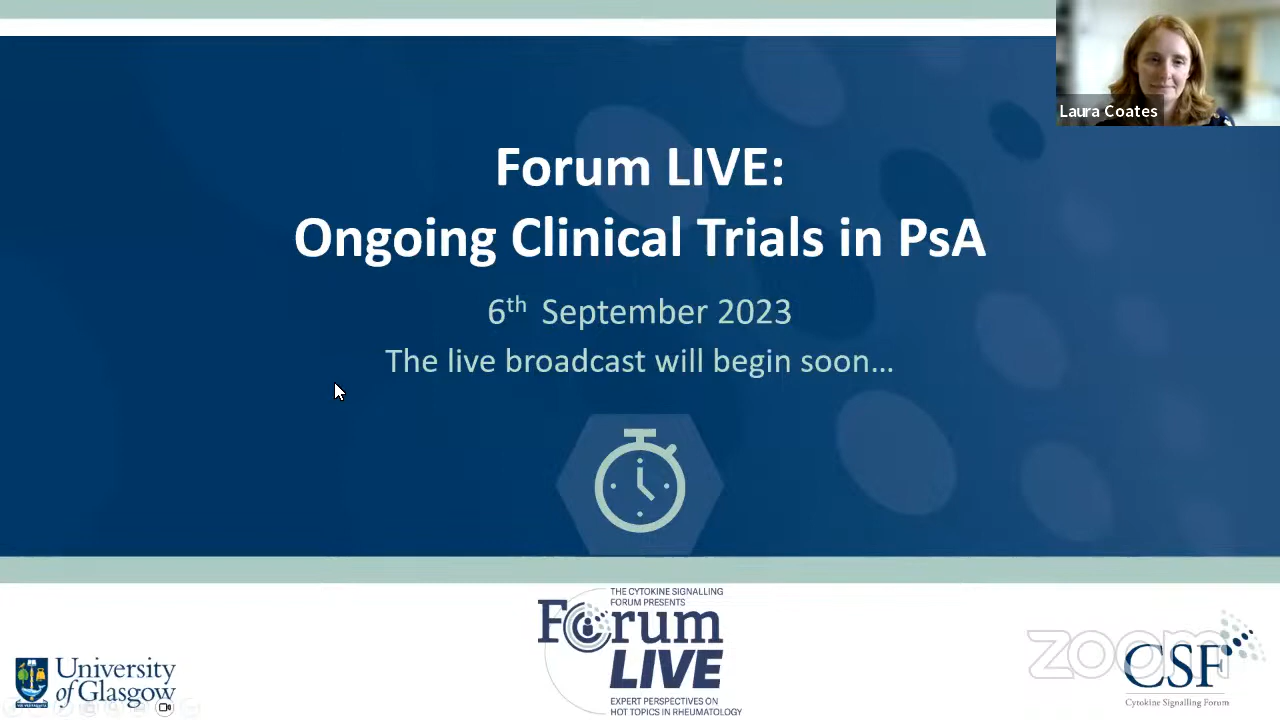 Laura Coates
Forum LIVE:
Ongoing Clinical Trials in PsA
6th September 2023
The live broadcast will begin soon...
THE CYTOKINE SIGNALLING
FORUM PRESENTS
Forum
LIVE
EXPERT PERSPECTIVES ON
HOT TOPICS IN RHEUMATOLOGY
University
of Glasgow
zoom
CSF
Cytokine Signalling Forum